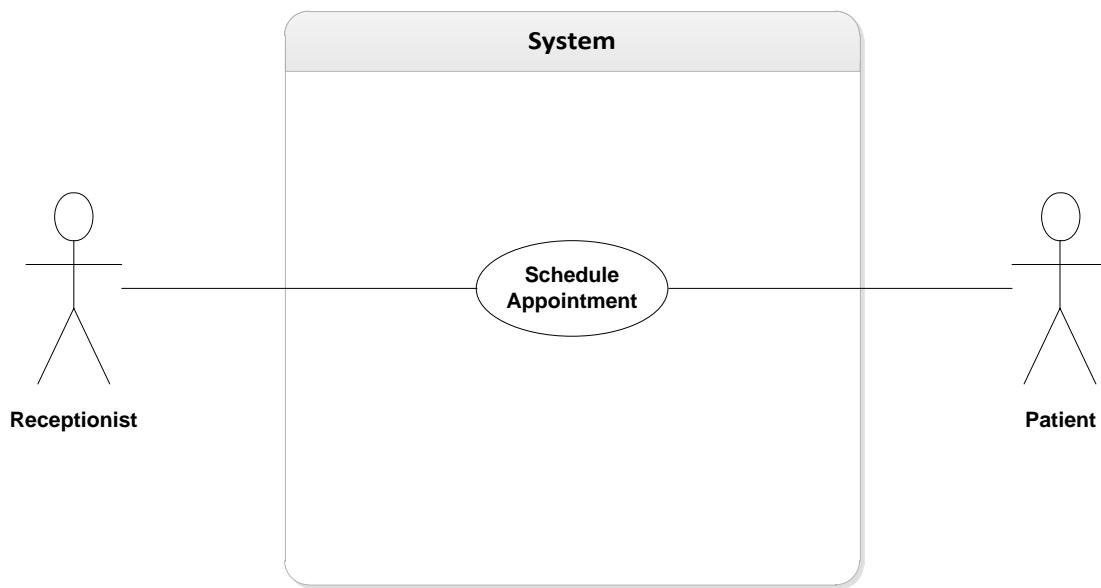 System
Schedule
Appointment
Receptionist
Patient